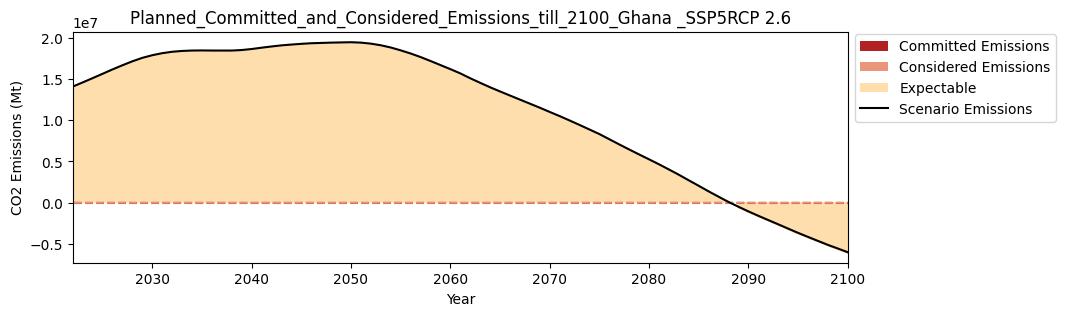 Planned_Committed_and_Considered_Emissions_till_2100_Ghana _SSP5RCP 2.6
1e7
2.0
1.5
1.0
0.5
0.0
−0.5
CO2 Emissions (Mt)
2030 2040 2050 2060 2070 2080 2090 2100
Year
Committed Emissions
Considered Emissions
Expectable
Scenario Emissions